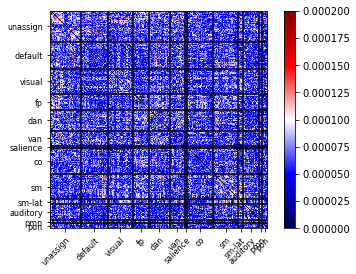 unassign
default
visual
fp
dan
van
salience
co
sm
sm-lat
auditory
pmn
pon
unassign
default
visual
fp
dan
van
salience
co
sm
sm-lat
auditory
0.000200
0.000175
0.000150
0.000125
0.000100
0.000075
0.000050
0.000025
0.000000